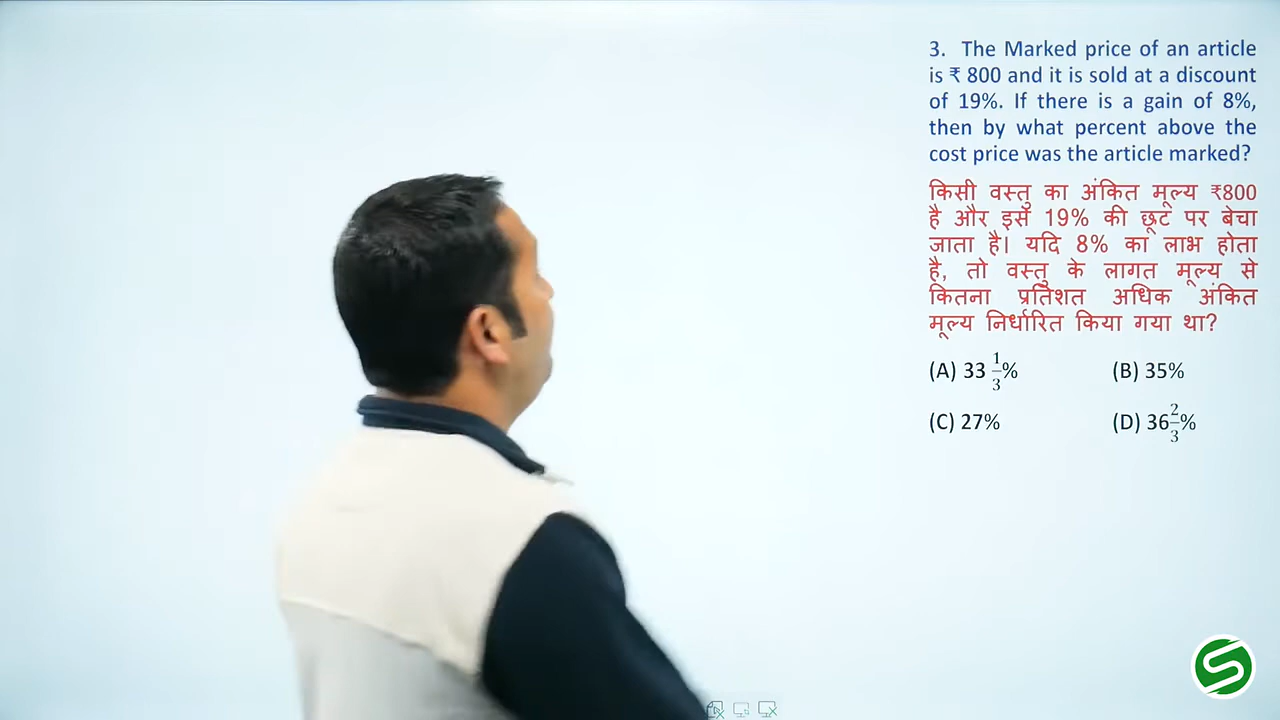 3. The Marked price of an article
is ₹ 800 and it is sold at a discount
of 19%. If there is a gain of 8%,
then by what percent above the
cost price was the article marked?
किसी वस्तु का अंकित मूल्य ₹800
है और इसे 19% की छूट पर बेचा
जाता है। यदि 8% का लाभ होता
है, तो वस्तु के लागत मूल्य से
कितना प्रतिशत अधिक अंकित
मूल्य निर्धारित किया गया था?
(A) 33 1/3% (B) 35%
(C) 27% (D) 36 2/3%